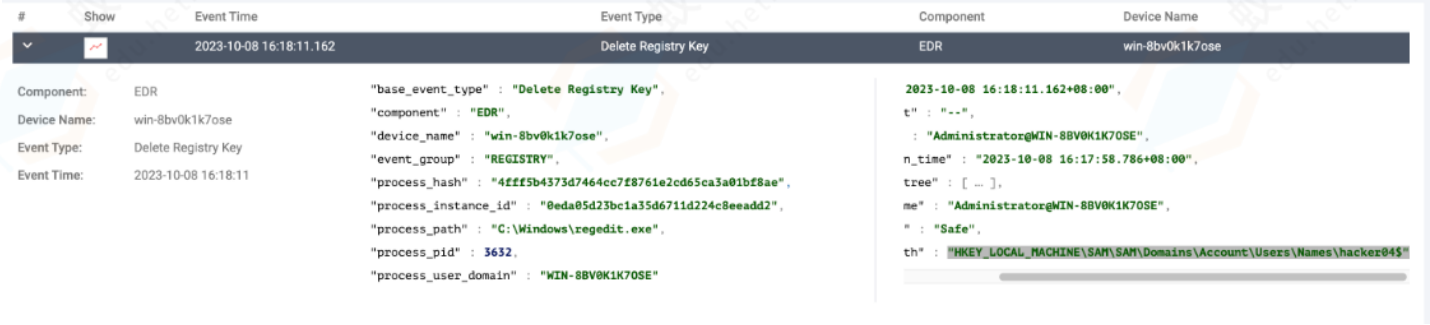 # Show Event Time Event Type Component Device Name
2023-10-08 16:18:11.162 Delete Registry Key EDR win-8bv0k1k7ose
Component: EDR
Device Name: win-8bv0k1k7ose
Event Type: Delete Registry Key
Event Time: 2023-10-08 16:18:11
"base_event_type" : "Delete Registry Key",
"component" : "EDR",
"device_name" : "win-8bv0k1k7ose",
"event_group" : "REGISTRY",
"process_hash" : "4fff5b4373d7464cc7f8761e2cd65ca3a01bf8ae",
"process_instance_id" : "0eda05d23bc1a35d6711d224c8eeadd2",
"process_path" : "C:\Windows\regedit.exe",
"process_pid" : 3632,
"process_user_domain" : "WIN-8BV0K1K7OSE"
2023-10-08 16:18:11.162+08:00",
t" : "--",
: "Administrator@WIN-8BV0K1K7OSE",
n_time" : "2023-10-08 16:17:58.786+08:00",
tree" : [ … ],
me" : "Administrator@WIN-8BV0K1K7OSE",
" : "Safe",
th" : "HKEY_LOCAL_MACHINE\SAM\SAM\Domains\Account\Users\Names\hacker04$"